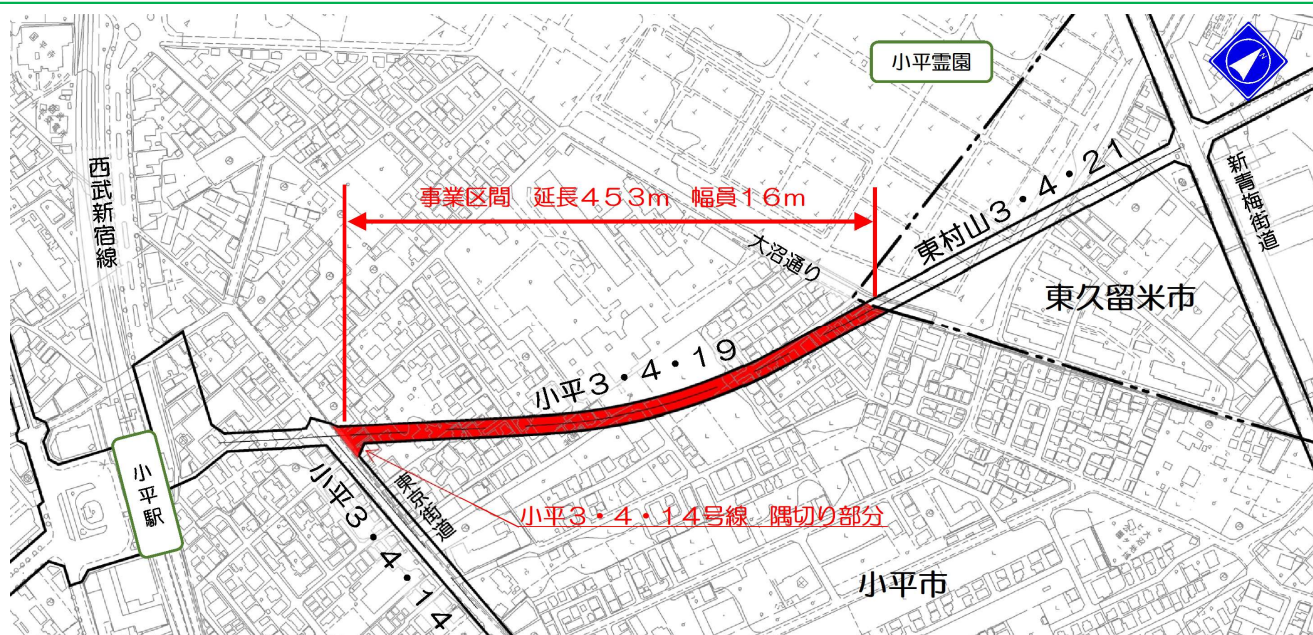 小平霊園
N
西武新宿線
事業区間 延長453m 幅員16m
大沼通り
東村山3・4・21
新青梅街道
東久留米市
小平3・4・19
小平駅
小平3・4・14
東京街道
小平3・4・14号線 隅切り部分
小平市